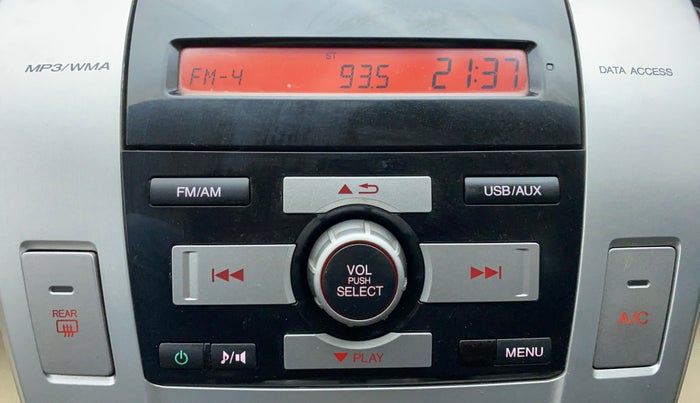 MP3/WMA
DATA ACCESS
ST
FM-4 93.5 21:37
FM/AM
USB/AUX
VOL
PUSH
SELECT
REAR
A/C
PLAY
MENU